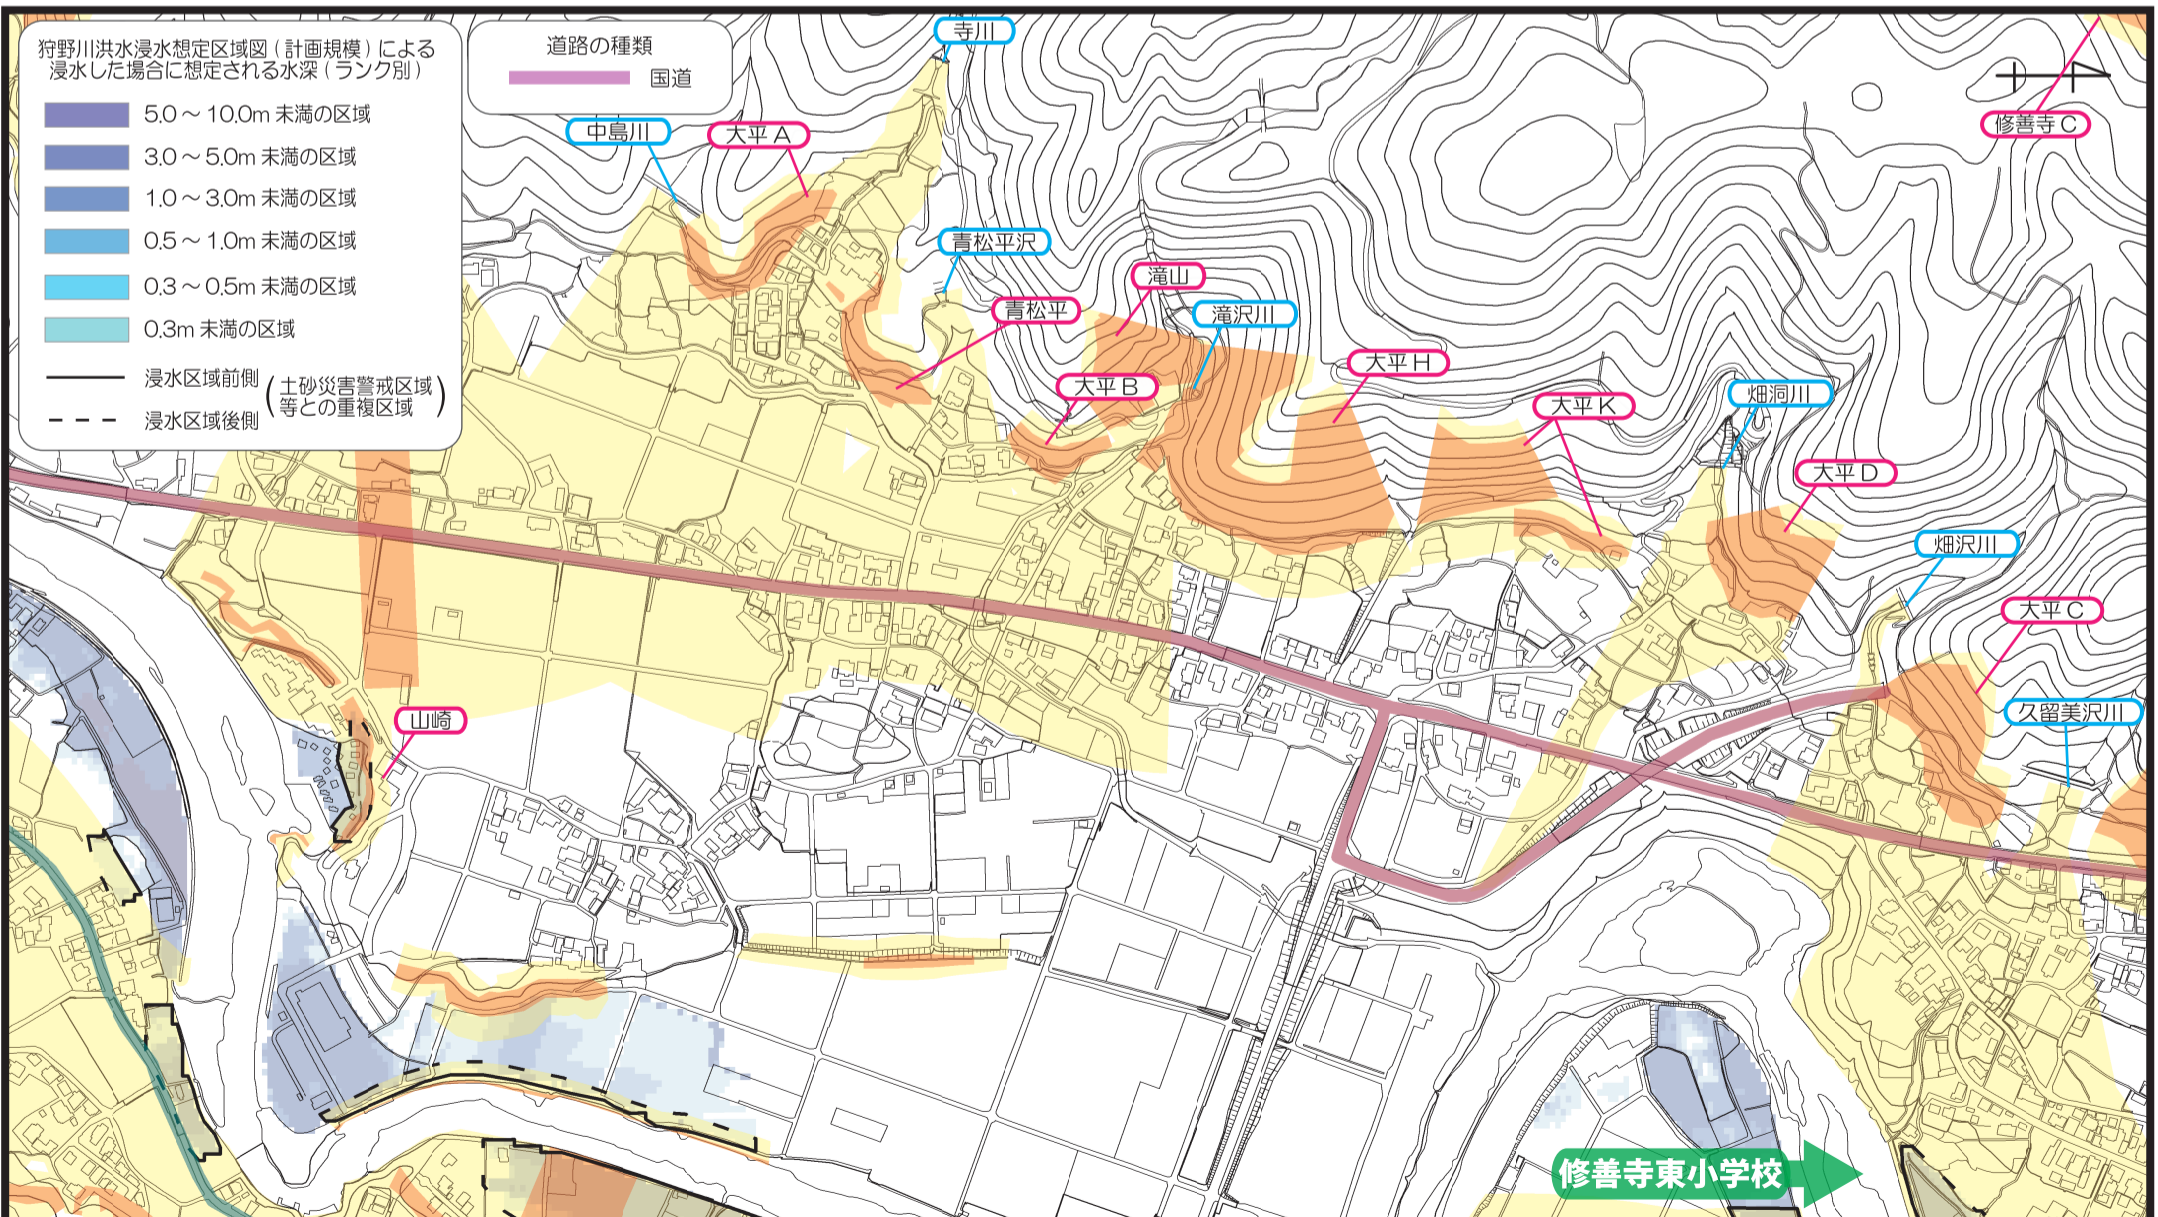 狩野川洪水浸水想定区域図(計画規模)による
浸水した場合に想定される水深(ランク別)
5.0～10.0m 未満の区域
3.0～5.0m 未満の区域
1.0～3.0m 未満の区域
0.5～1.0m 未満の区域
0.3～0.5m 未満の区域
0.3m 未満の区域
浸水区域前側
浸水区域後側
(土砂災害警戒区域
等との重複区域)
道路の種類
国道
寺川
中島川
大平 A
修善寺 C
青松平沢
滝山
青松平
滝沢川
大平 H
大平 B
大平 K
畑洞川
大平 D
畑沢川
大平 C
久留美沢川
山崎
修善寺東小学校